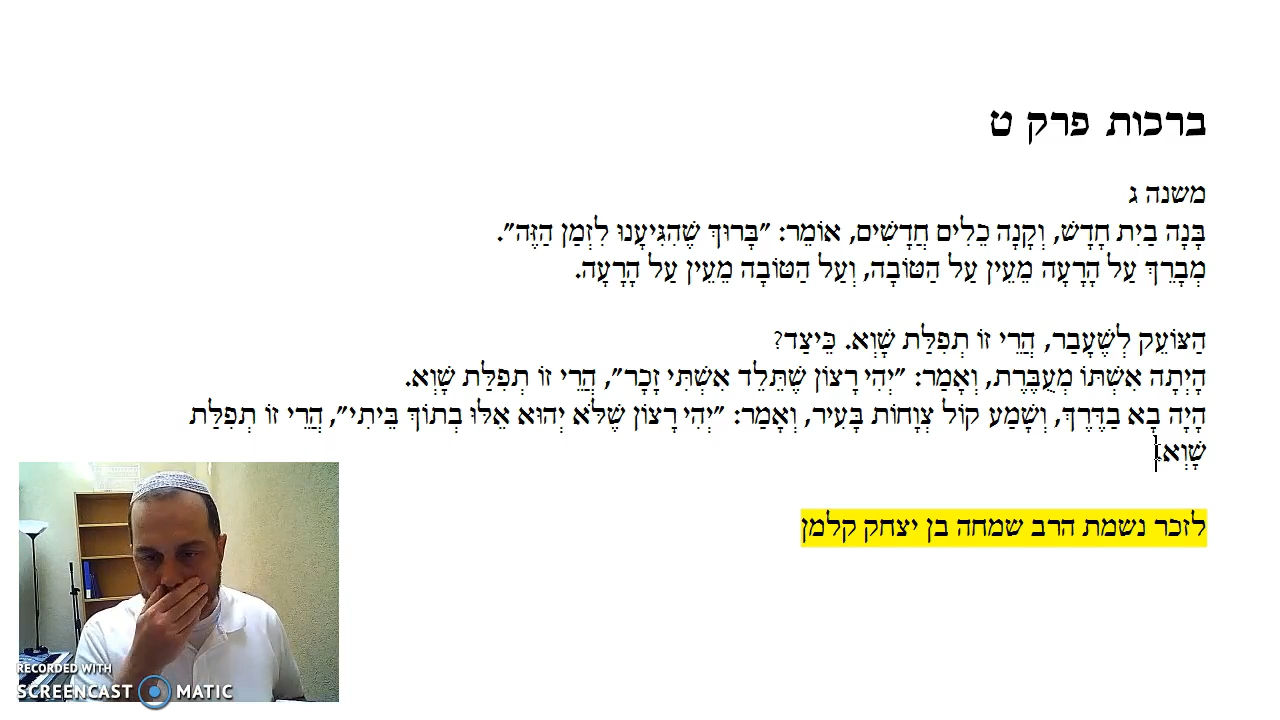 ברכות פרק ט
משנה ג
בָּנָה בַיִת חָדָשׁ, וְקָנָה כֵלִים חֲדָשִׁים, אוֹמֵר: "בָּרוּךְ שֶׁהִגִּיעָנוּ לִזְמַן הַזֶּה".
מְבָרֵךְ עַל הָרָעָה מֵעֵין עַל הַטּוֹבָה, וְעַל הַטּוֹבָה מֵעֵין עַל הָרָעָה.
הַצּוֹעֵק לְשֶׁעָבַר, הֲרֵי זוֹ תְפִלַּת שָׁוְא. כֵּיצַד?
הָיְתָה אִשְׁתּוֹ מְעֻבֶּרֶת, וְאָמַר: "יְהִי רָצוֹן שֶׁתֵּלֵד אִשְׁתִּי זָכָר", הֲרֵי זוֹ תְפִלַּת שָׁוְא.
הָיָה בָא בַדֶּרֶךְ, וְשָׁמַע קוֹל צְוָחוֹת בָּעִיר, וְאָמַר: "יְהִי רָצוֹן שֶׁלֹּא יְהוּא אֵלּוּ בְתוֹךְ בֵּיתִי", הֲרֵי זוֹ תְפִלַּת
שָׁוְא.
לזכר נשמת הרב שמחה בן יצחק קלמן
RECORDED WITH
SCREENCAST MATIC